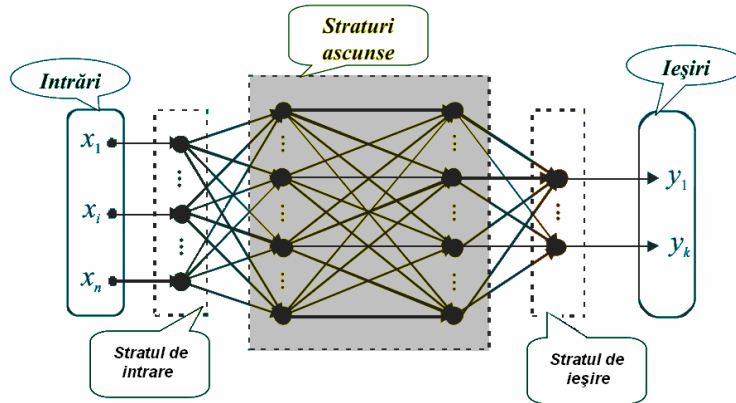 Straturi
ascunse
Intrări
Ieşiri
x1
xi
xn
y1
yk
Stratul de
intrare
Stratul de
ieşire